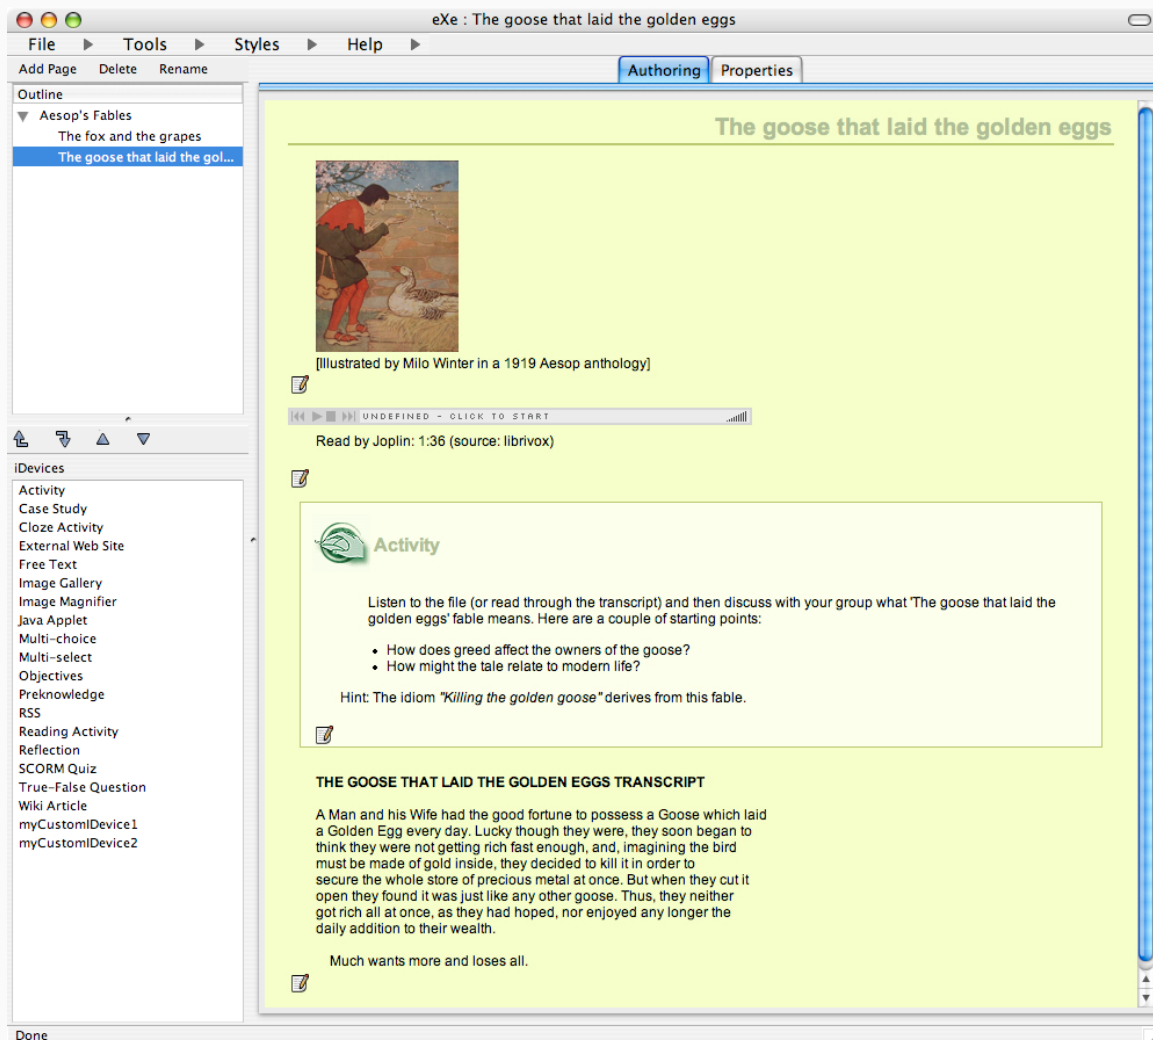 eXe : The goose that laid the golden eggs
File Tools Styles Help
Add Page Delete Rename
Authoring Properties
Outline
Aesop's Fables
The fox and the grapes
The goose that laid the gol...
iDevices
Activity
Case Study
Cloze Activity
External Web Site
Free Text
Image Gallery
Image Magnifier
Java Applet
Multi-choice
Multi-select
Objectives
Preknowledge
RSS
Reading Activity
Reflection
SCORM Quiz
True-False Question
Wiki Article
myCustomIDevice1
myCustomIDevice2
The goose that laid the golden eggs
[Illustrated by Milo Winter in a 1919 Aesop anthology]
UNDEFINED - CLICK TO START
Read by Joplin: 1:36 (source: librivox)
Activity
Listen to the file (or read through the transcript) and then discuss with your group what 'The goose that laid the
golden eggs' fable means. Here are a couple of starting points:
• How does greed affect the owners of the goose?
• How might the tale relate to modern life?
Hint: The idiom "Killing the golden goose" derives from this fable.
THE GOOSE THAT LAID THE GOLDEN EGGS TRANSCRIPT
A Man and his Wife had the good fortune to possess a Goose which laid
a Golden Egg every day. Lucky though they were, they soon began to
think they were not getting rich fast enough, and, imagining the bird
must be made of gold inside, they decided to kill it in order to
secure the whole store of precious metal at once. But when they cut it
open they found it was just like any other goose. Thus, they neither
got rich all at once, as they had hoped, nor enjoyed any longer the
daily addition to their wealth.
Much wants more and loses all.
Done